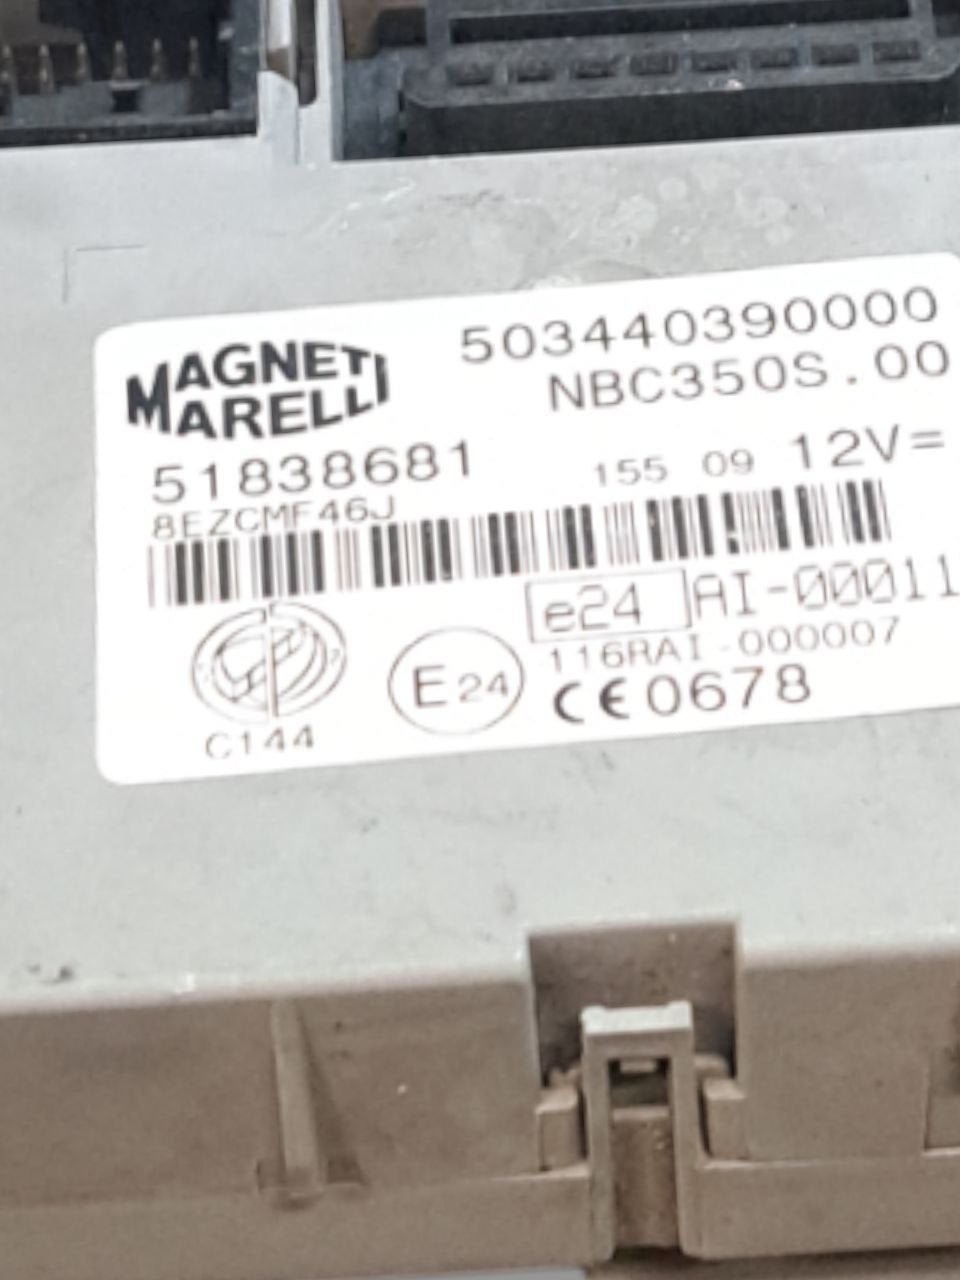 MAGNETI
MARELLI
503440390000
NBC350S.00
51838681
155 09 12V=
8EZCMF46J
e24 AI-00011
116RAI-000007
E24
CE0678
C144